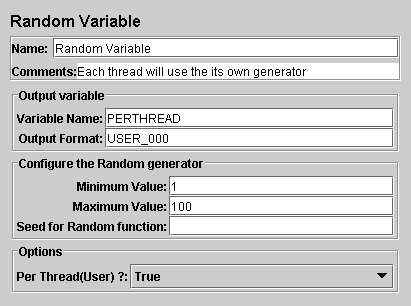 Random Variable
Name: Random Variable
Comments: Each thread will use the its own generator
Output variable
Variable Name: PERTHREAD
Output Format: USER_000
Configure the Random generator
Minimum Value: 1
Maximum Value: 100
Seed for Random function:
Options
Per Thread(User) ?: True